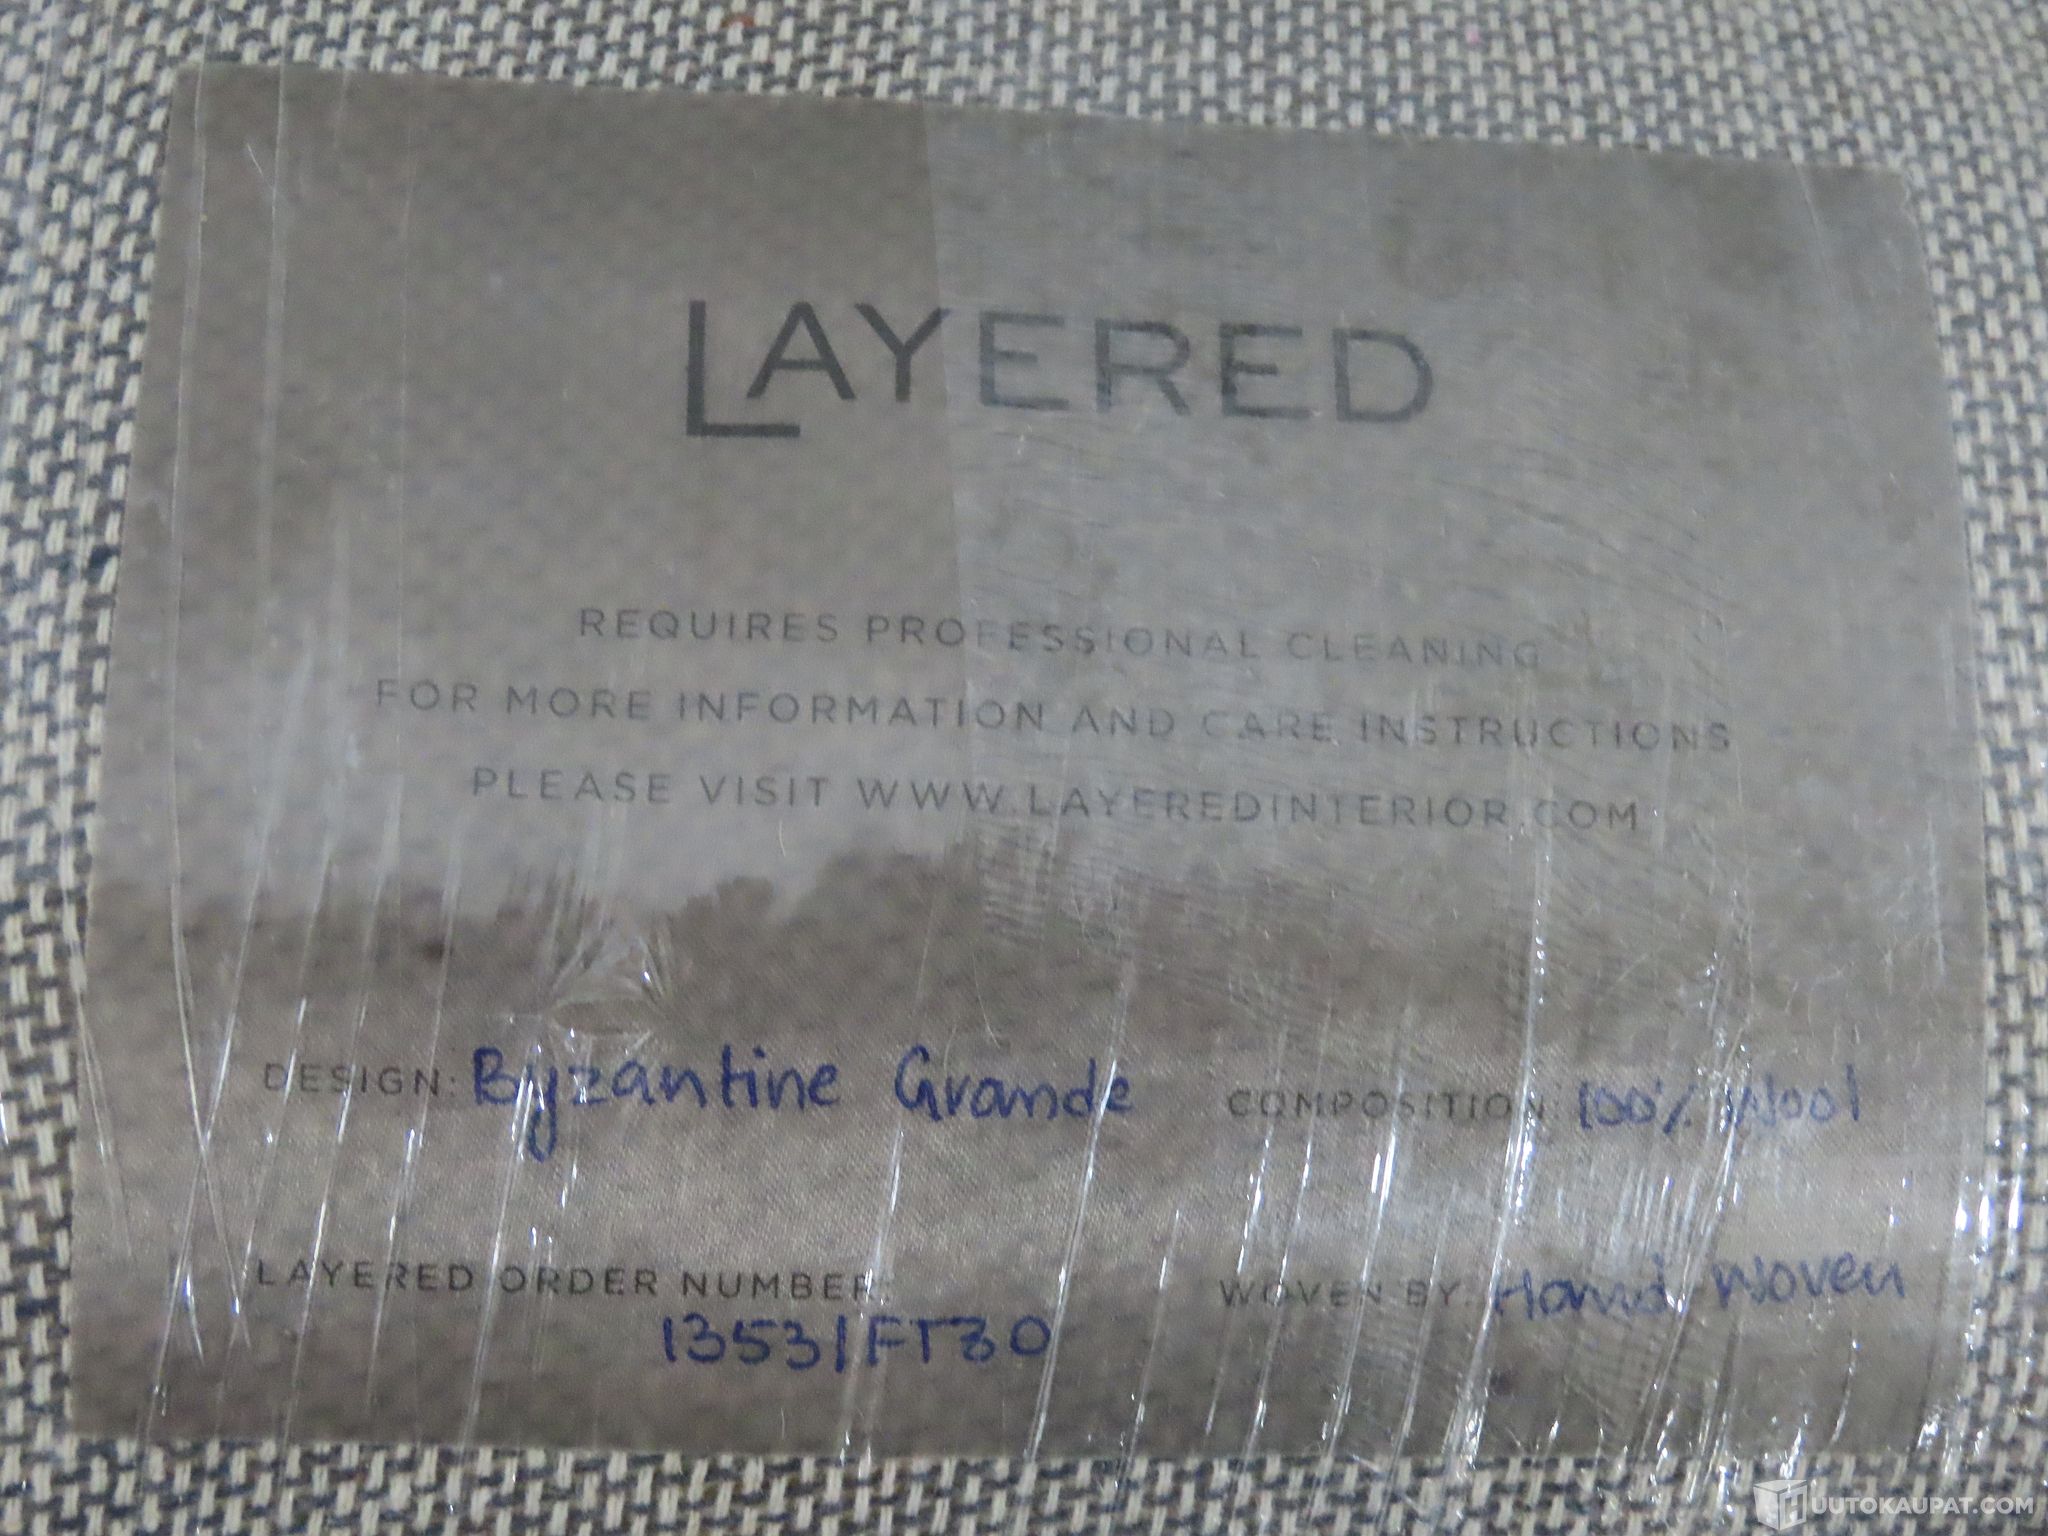 LAYERED
REQUIRES PROFESSIONAL CLEANING
FOR MORE INFORMATION AND CARE INSTRUCTIONS
PLEASE VISIT WWW.LAYEREDINTERIOR.COM
DESIGN: Byzantine Grande
COMPOSITION: 100% Wool
LAYERED ORDER NUMBER:
13531FT30
WOVEN BY: Hand Woven
HUUTOKAUPAT.COM